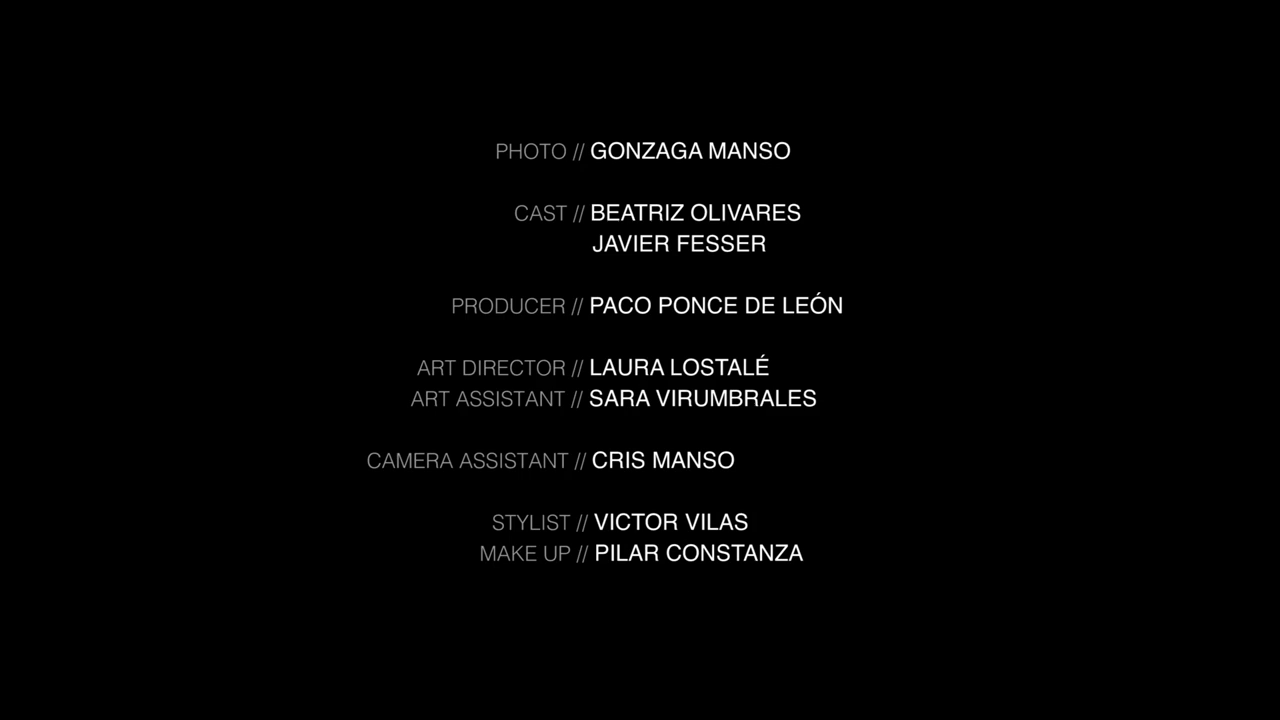 PHOTO // GONZAGA MANSO
CAST // BEATRIZ OLIVARES
JAVIER FESSER
PRODUCER // PACO PONCE DE LEÓN
ART DIRECTOR // LAURA LOSTALÉ
ART ASSISTANT // SARA VIRUMBRALES
CAMERA ASSISTANT // CRIS MANSO
STYLIST // VICTOR VILAS
MAKE UP // PILAR CONSTANZA